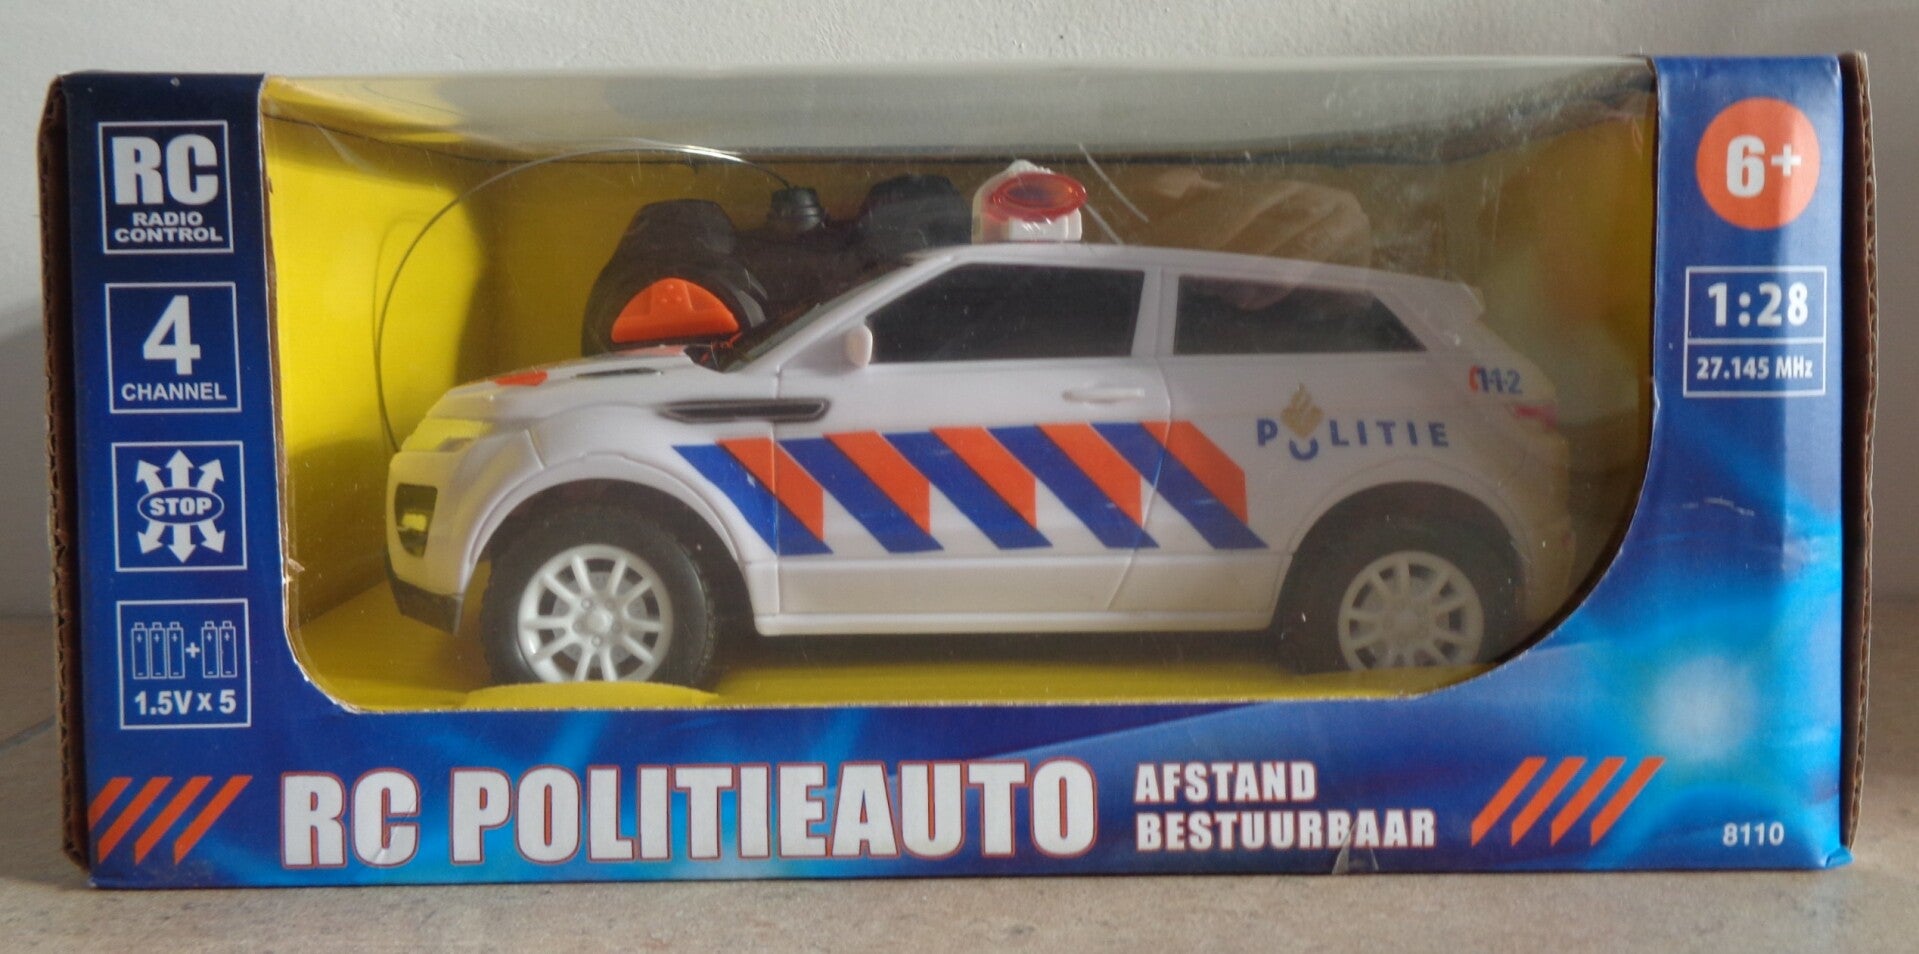 RC
RADIO
CONTROL
4
CHANNEL
STOP
+
1.5V x 5
6+
1:28
27.145 MHz
112
POLITIE
RC POLITIEAUTO
AFSTAND
BESTUURBAAR
8110